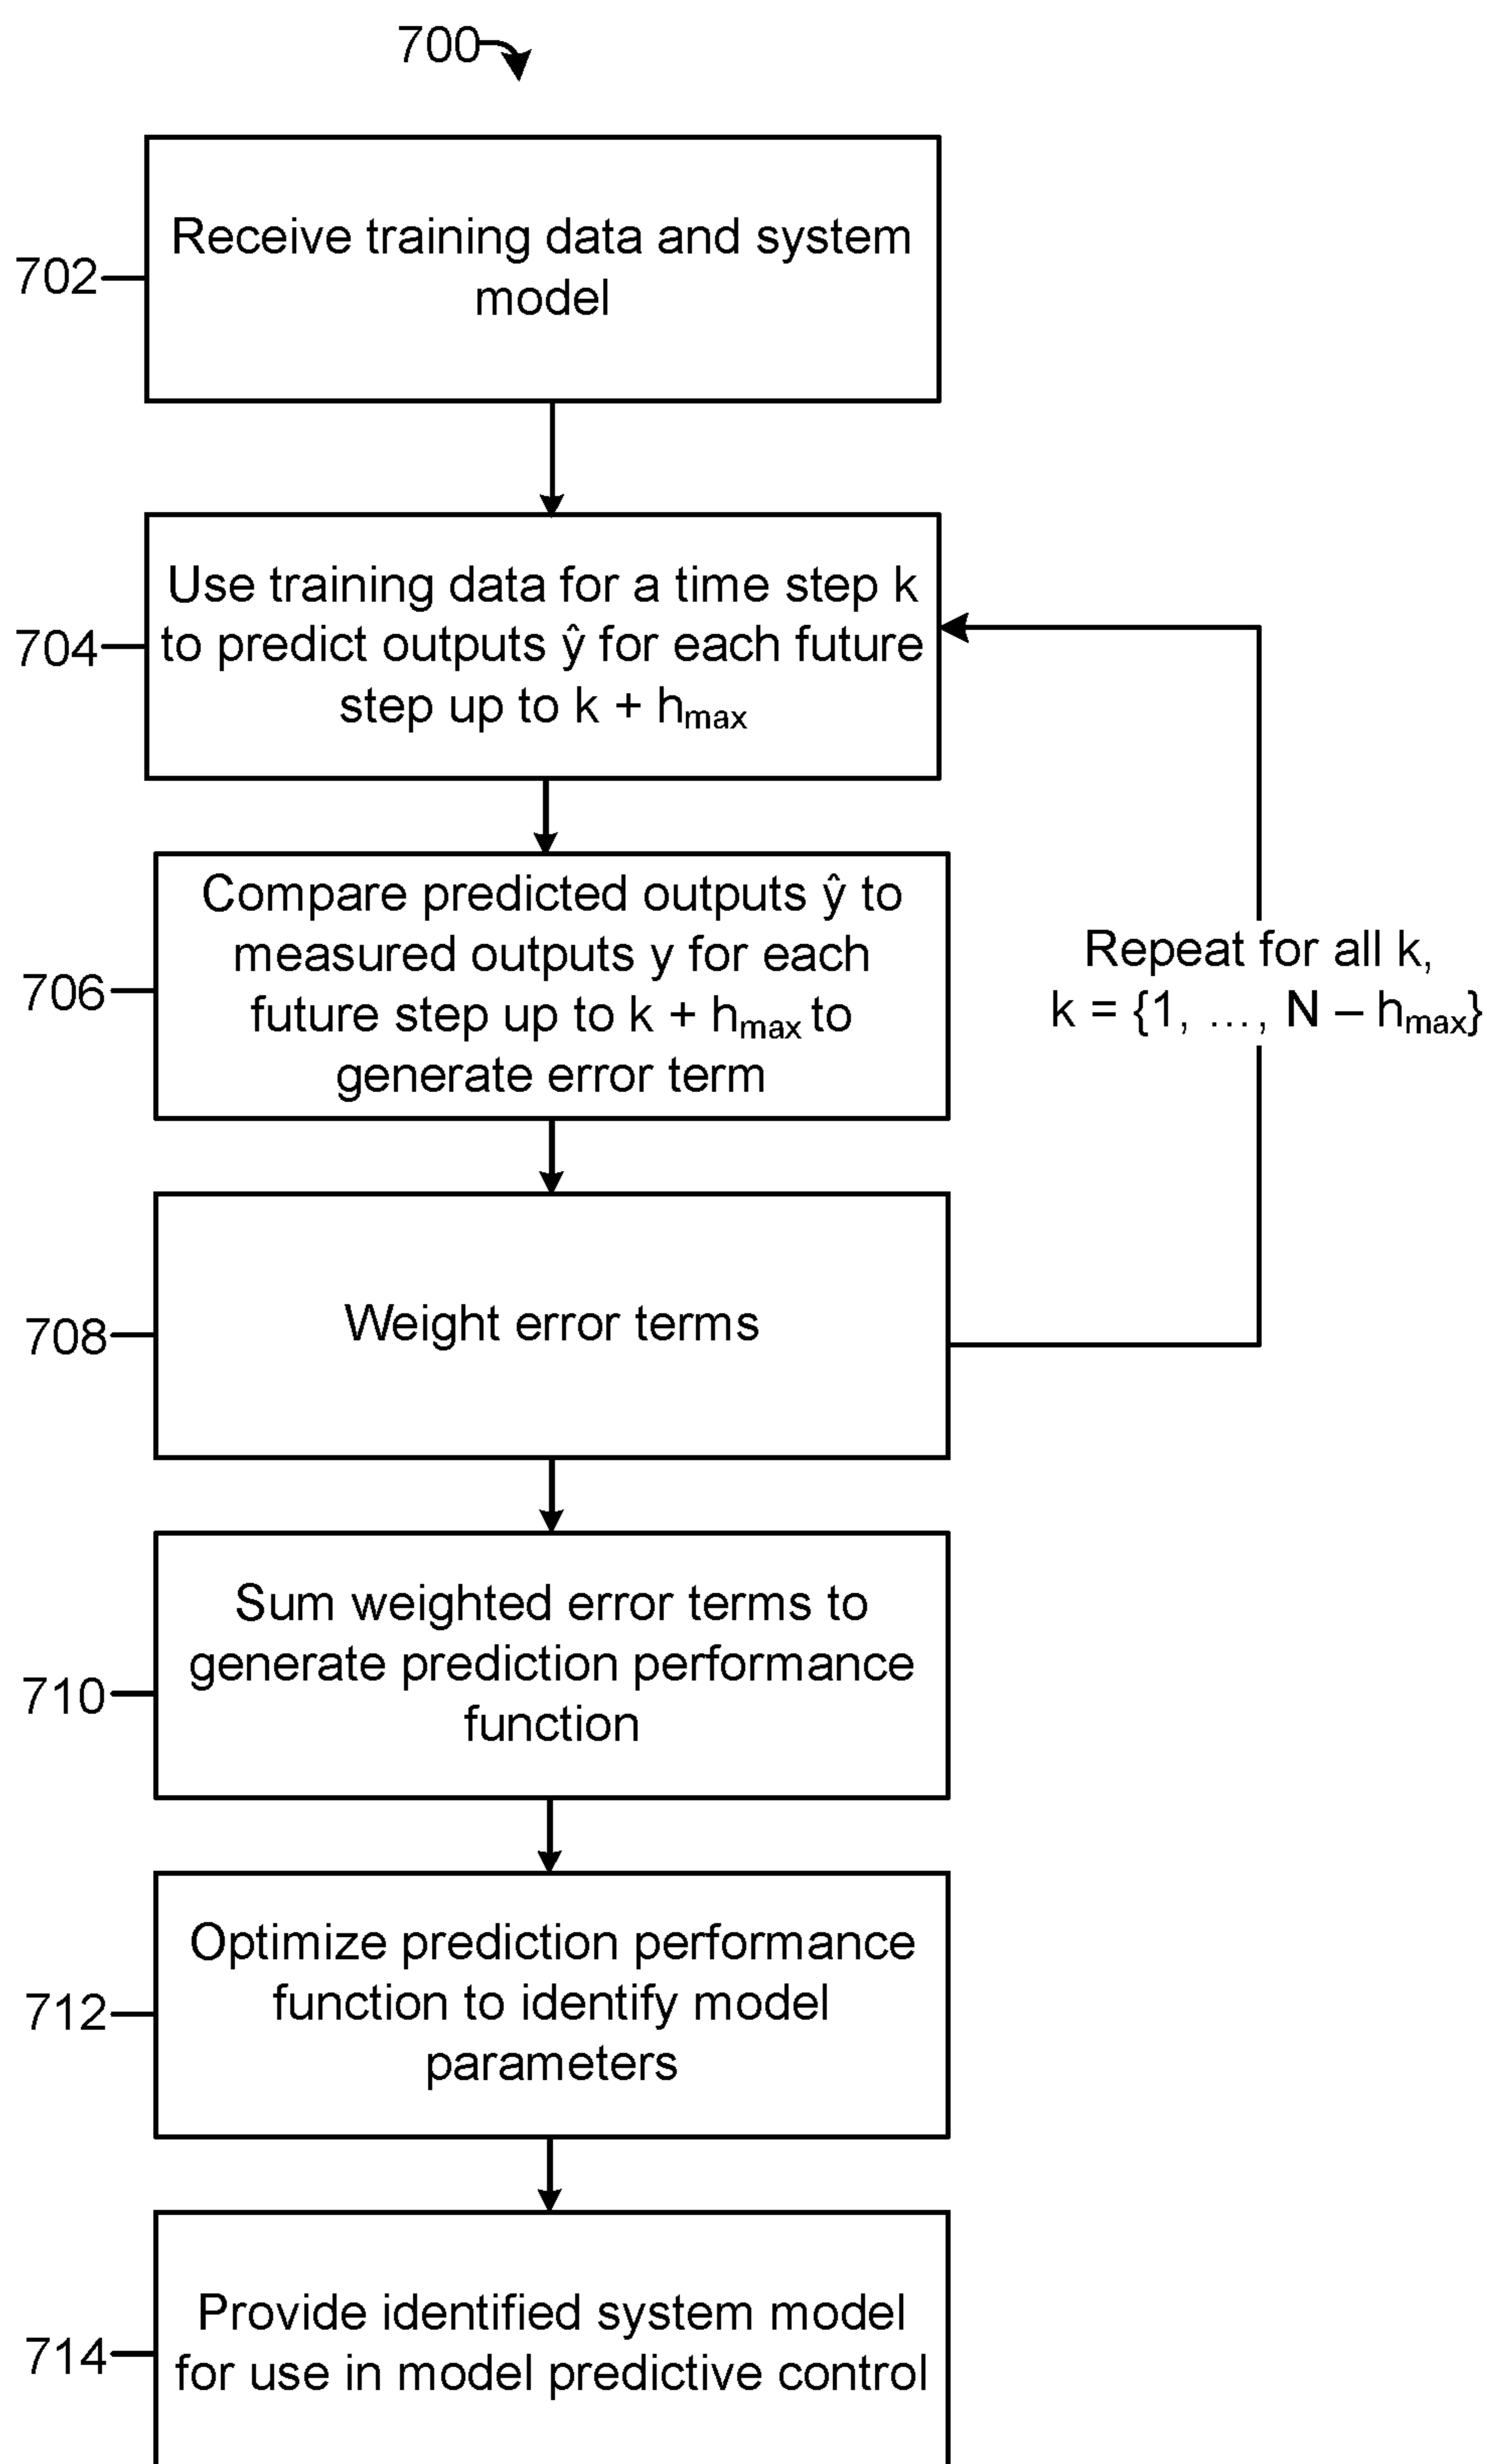 700
702
Receive training data and system
model
704
Use training data for a time step k
to predict outputs ŷ for each future
step up to k + hmax
706
Compare predicted outputs ŷ to
measured outputs y for each
future step up to k + hmax to
generate error term
Repeat for all k,
k = {1, ..., N – hmax}
708
Weight error terms
710
Sum weighted error terms to
generate prediction performance
function
712
Optimize prediction performance
function to identify model
parameters
714
Provide identified system model
for use in model predictive control